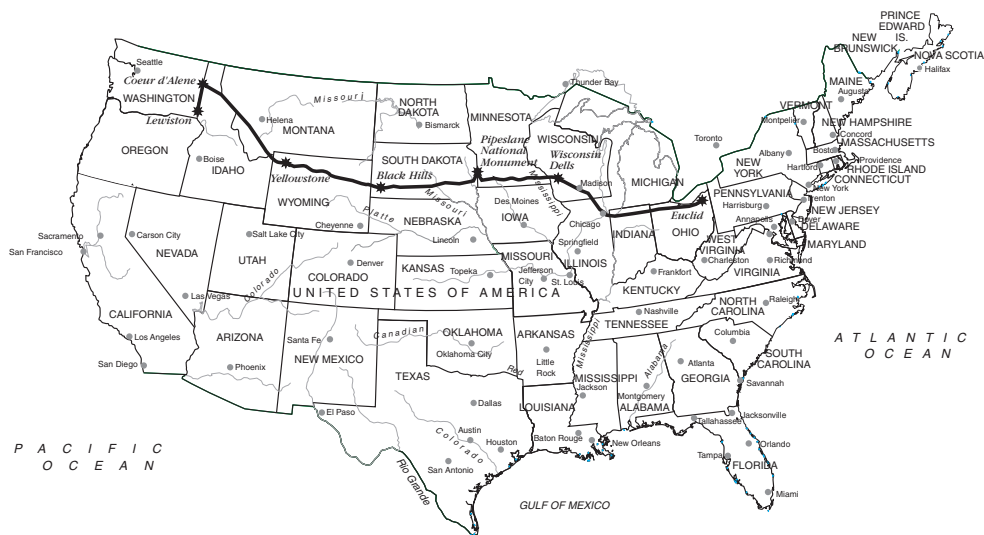 PRINCE
EDWARD
IS.
NEW
BRUNSWICK
NOVA SCOTIA
Halifax
MAINE
Augusta
Seattle
Coeur d'Alene
WASHINGTON
Lewiston
Missouri
Helena
MONTANA
NORTH
DAKOTA
Bismarck
MINNESOTA
Thunder Bay
VERMONT
Montpelier
NEW HAMPSHIRE
Concord
MASSACHUSETTS
Boston
Providence
RHODE ISLAND
CONNECTICUT
Hartford
Albany
Toronto
NEW
YORK
New York
OREGON
Boise
IDAHO
Yellowstone
WYOMING
SOUTH DAKOTA
Black Hills
Pipeslane
National
Monument
WISCONSIN
Wisconsin
Dells
Madison
MICHIGAN
Mississippi
PENNSYLVANIA
Harrisburg
Trenton
NEW JERSEY
Annapolis
Dover
DELAWARE
MARYLAND
Euclid
OHIO
INDIANA
Chicago
Des Moines
IOWA
Missouri
NEBRASKA
Platte
Lincoln
Cheyenne
Sacramento
San Francisco
Carson City
NEVADA
Salt Lake City
UTAH
Colorado
Denver
COLORADO
KANSAS
Topeka
MISSOURI
Jefferson
City
St. Louis
Springfield
ILLINOIS
WEST
VIRGINIA
Charleston
Richmond
VIRGINIA
Frankfort
KENTUCKY
UNITED STATES OF AMERICA
Las Vegas
CALIFORNIA
Los Angeles
San Diego
ARIZONA
Phoenix
Santa Fe
NEW MEXICO
Canadian
OKLAHOMA
Oklahoma City
Red
ARKANSAS
Little
Rock
Mississippi
Nashville
TENNESSEE
NORTH
CAROLINA
Raleigh
Columbia
SOUTH
CAROLINA
ATLANTIC
OCEAN
Atlanta
GEORGIA
Savannah
Alabama
MISSISSIPPI
Jackson
Montgomery
ALABAMA
TEXAS
Dallas
LOUISIANA
El Paso
Austin
Colorado
Houston
San Antonio
Baton Rouge
New Orleans
Tallahassee
Jacksonville
Orlando
Tampa
FLORIDA
Miami
Rio Grande
GULF OF MEXICO
PACIFIC
OCEAN